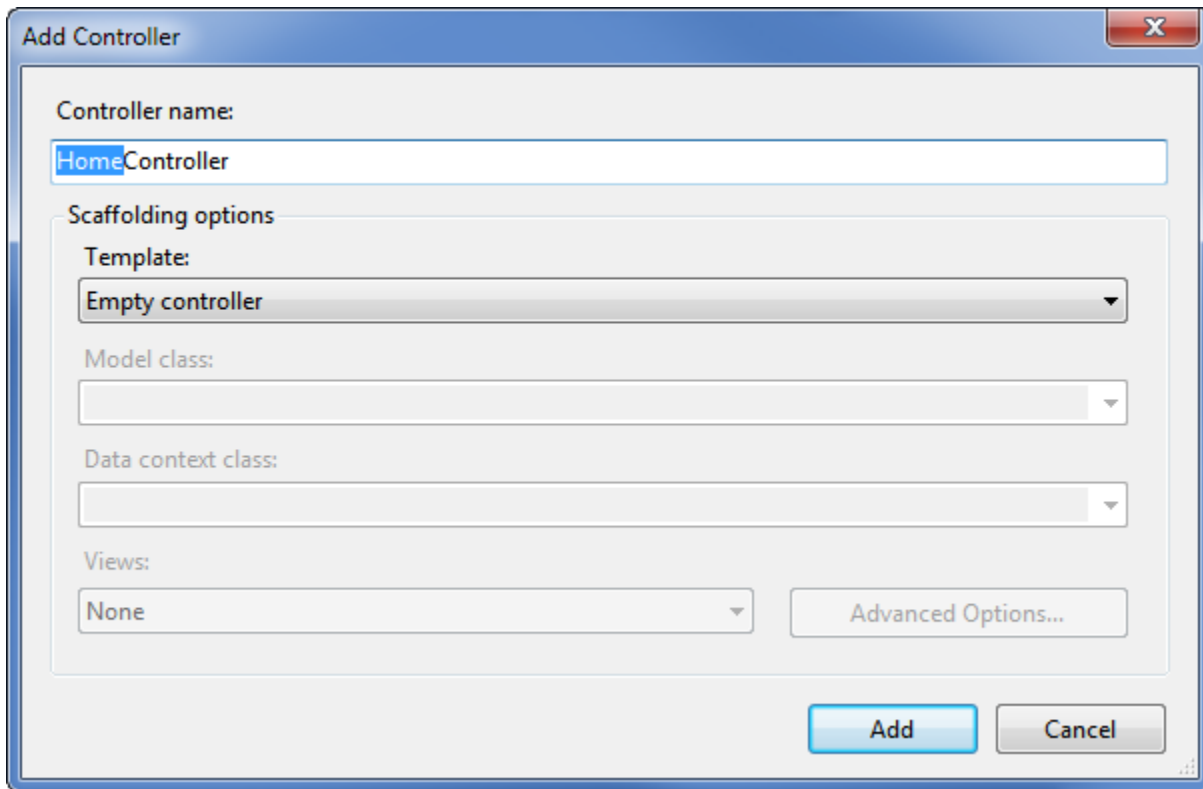 Add Controller
Controller name:
HomeController
Scaffolding options
Template:
Empty controller
Model class:
Data context class:
Views:
None
Advanced Options...
Add
Cancel